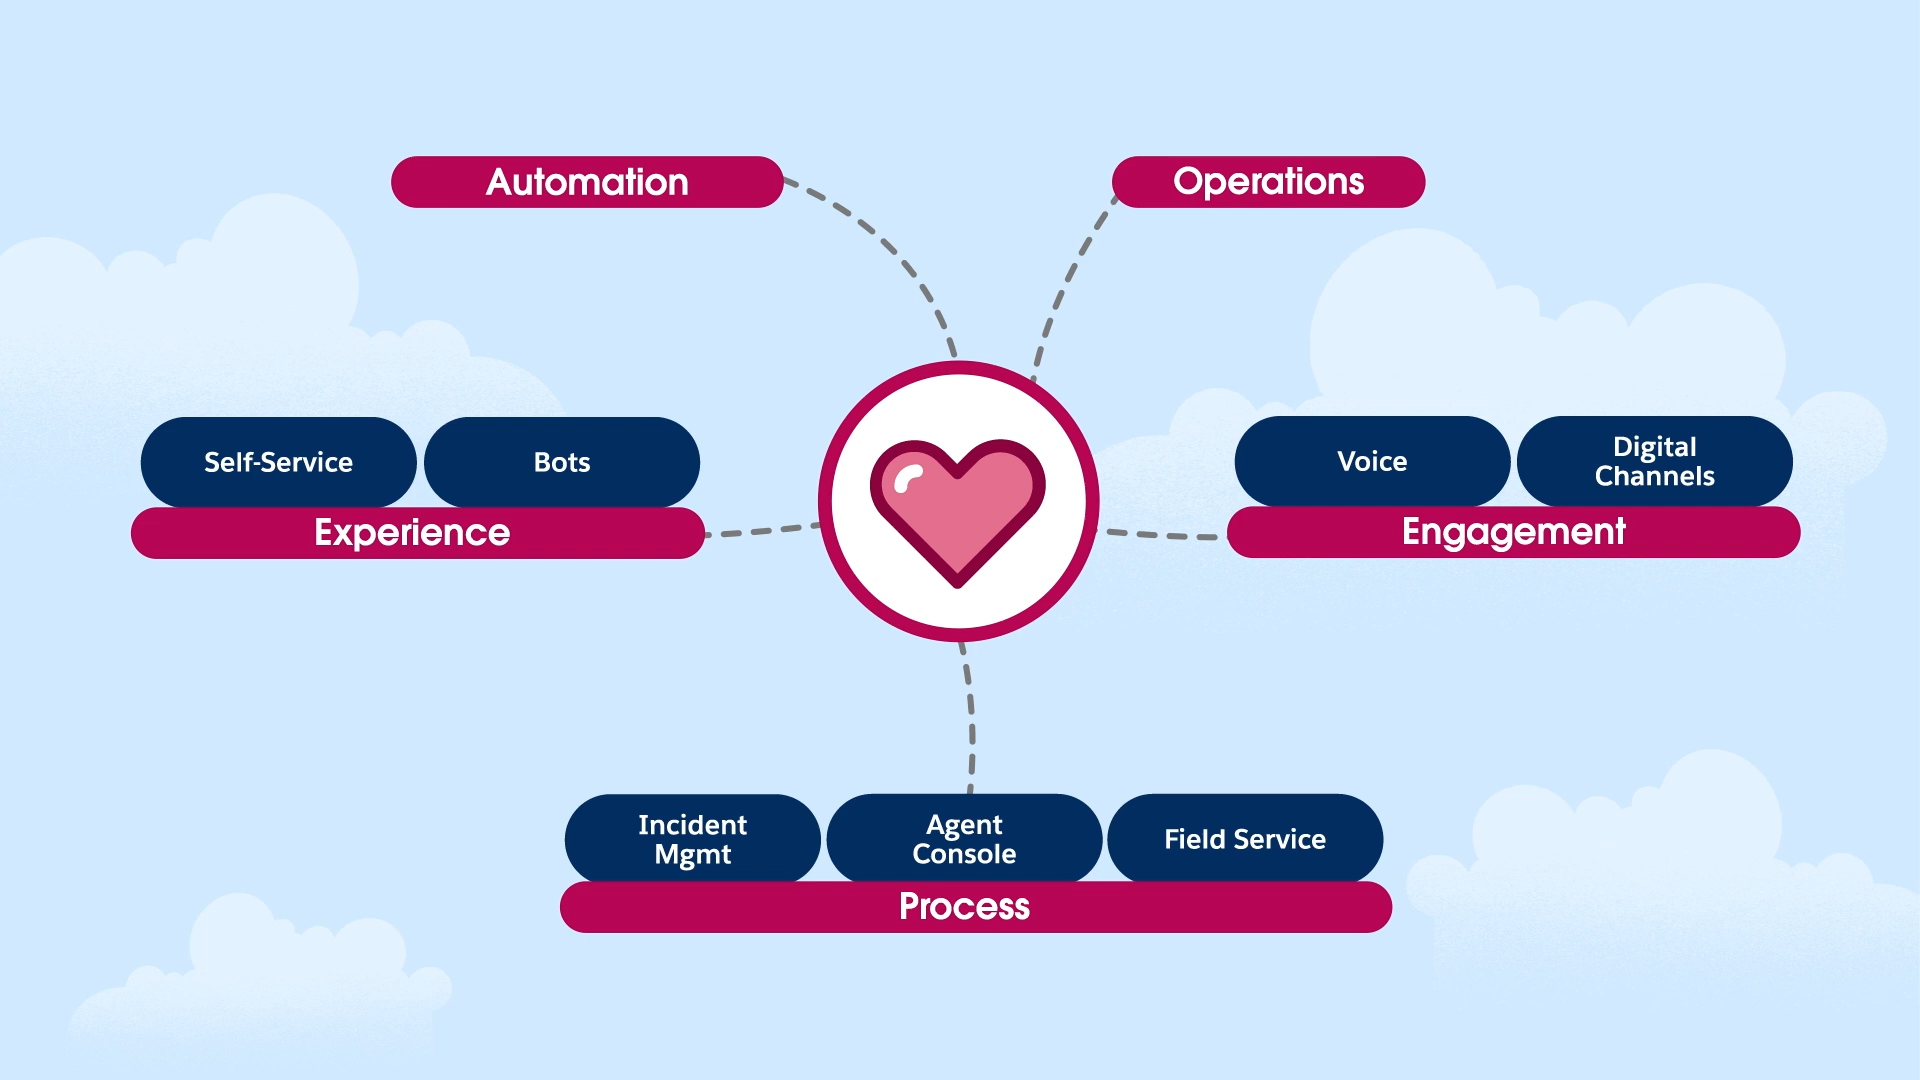 Automation
Operations
Self-Service
Bots
Experience
Voice
Digital
Channels
Engagement
Incident
Mgmt
Agent
Console
Field Service
Process